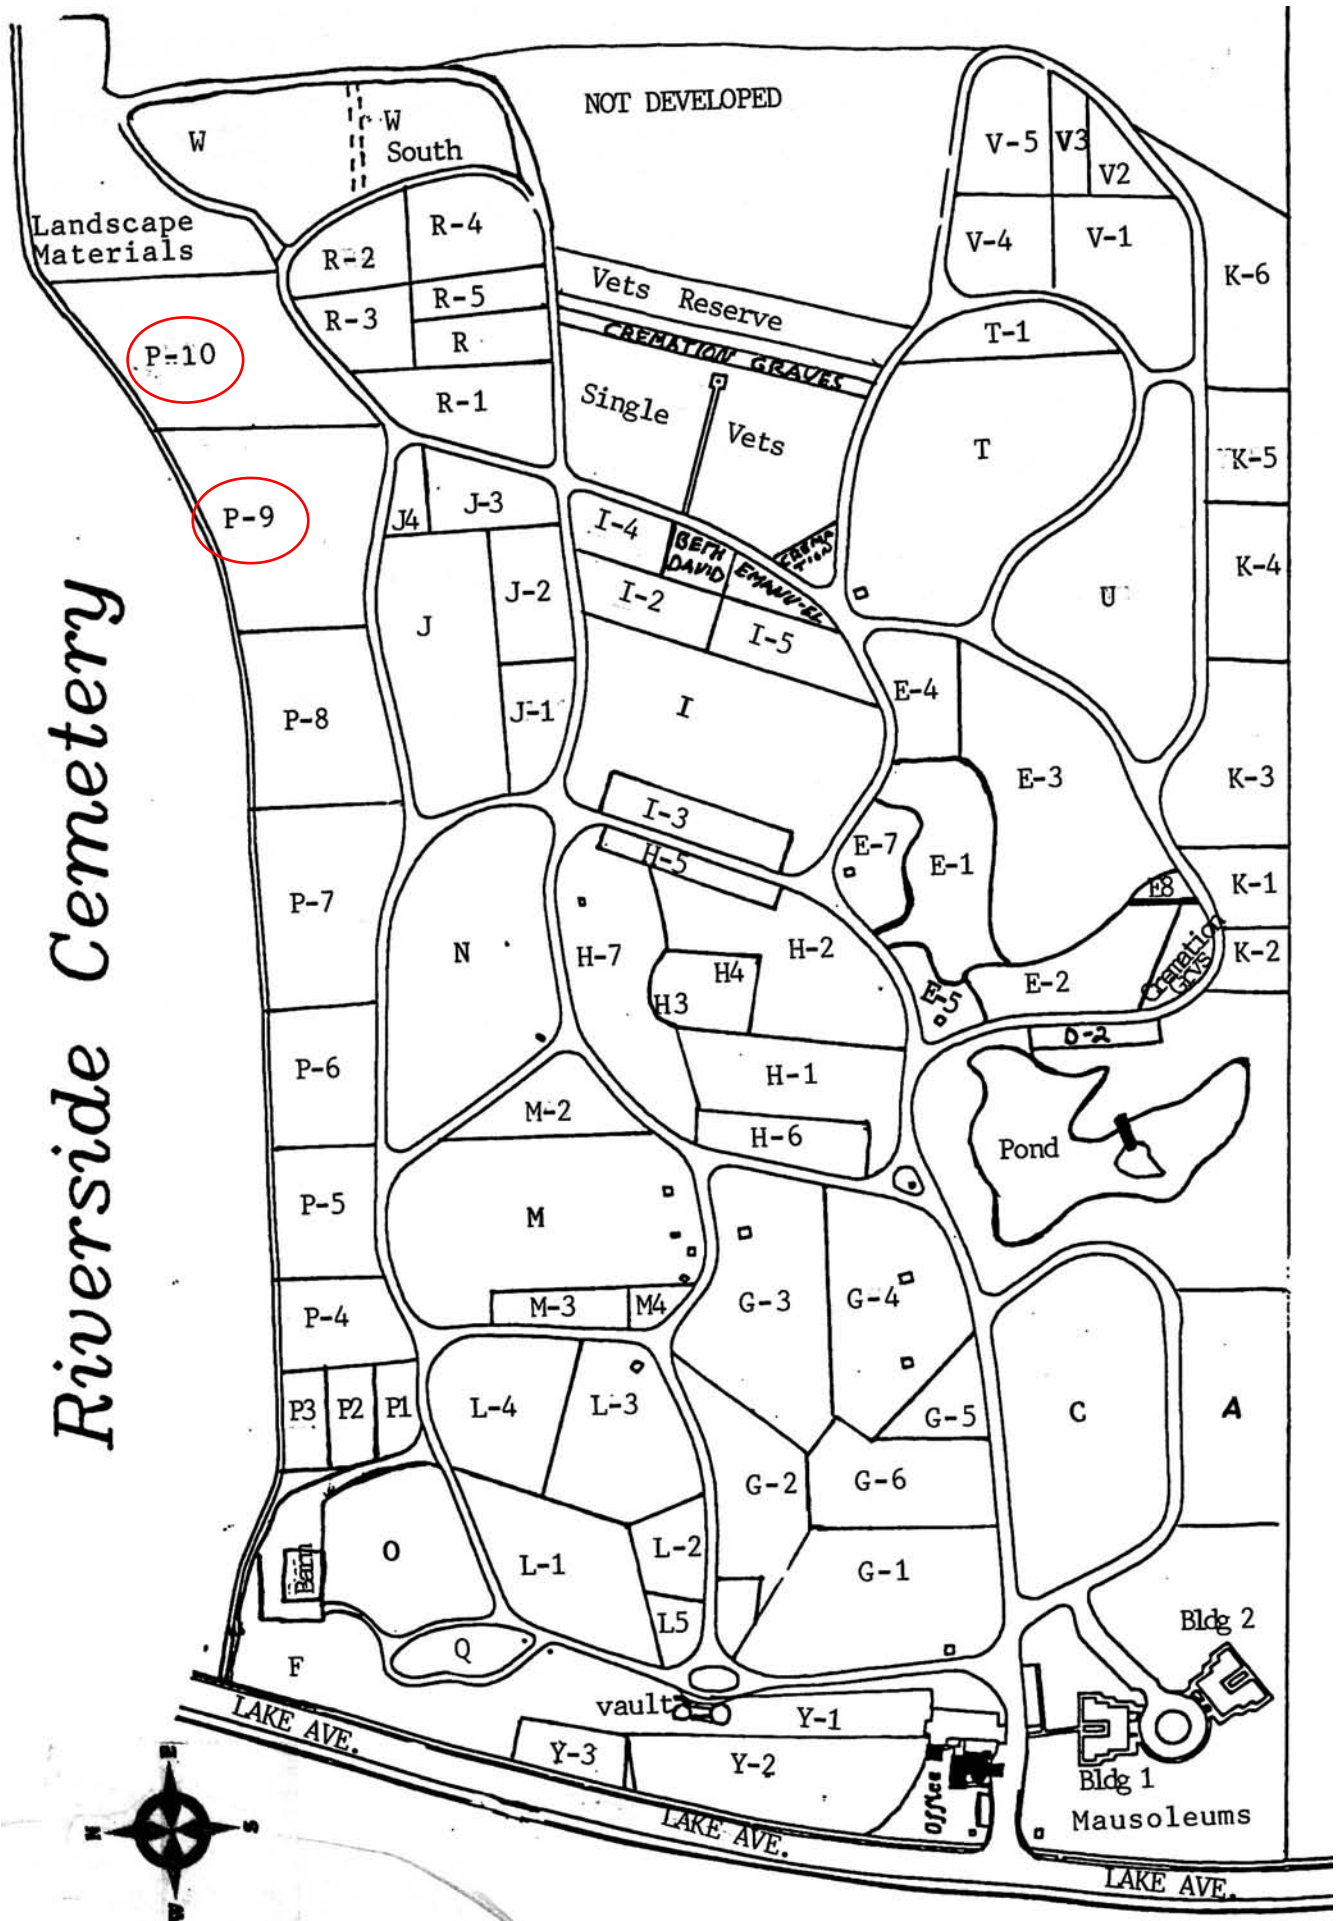 NOT DEVELOPED
W
W
South
V-5
V3
V2
Landscape
Materials
R-4
R-2
V-4
V-1
K-6
R-5
R-3
R
Vets Reserve
T-1
P-10
CREMATION GRAVES
R-1
Single
Vets
T
K-5
P-9
J4
J-3
I-4
BETH
DAVID
EMANU-EL
CREMA
TION
K-4
J
J-2
I-2
I-5
U
Riverside Cemetery
P-8
J-1
I
E-4
E-3
K-3
I-3
H-5
E-7
E-1
E8
K-1
P-7
N
H-7
H-2
H4
H3
E-5
E-2
Cremation
Grvs
K-2
D-2
P-6
H-1
M-2
H-6
Pond
P-5
M
P-4
M-3
M4
G-3
G-4
P3
P2
P1
L-4
L-3
G-5
C
A
G-2
G-6
O
Barn
L-1
L-2
G-1
L5
Q
F
Bldg 2
vault
Y-1
LAKE AVE.
Y-3
Y-2
Office
Bldg 1
Mausoleums
LAKE AVE.
LAKE AVE.
E
N
S
W